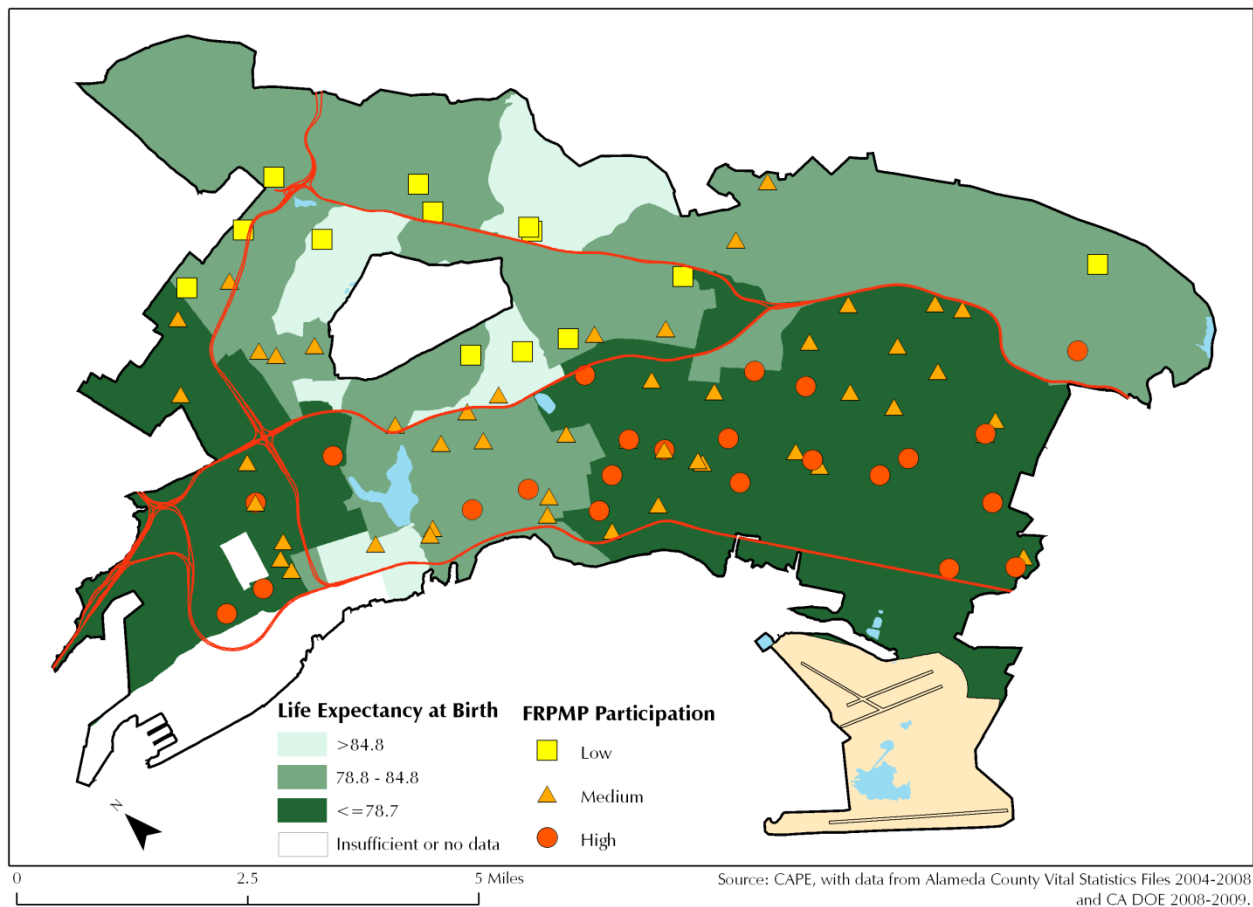 Life Expectancy at Birth
>84.8
78.8 - 84.8
<=78.7
Insufficient or no data
FRPMP Participation
Low
Medium
High
N
0 2.5 5 Miles
Source: CAPE, with data from Alameda County Vital Statistics Files 2004-2008
and CA DOE 2008-2009.